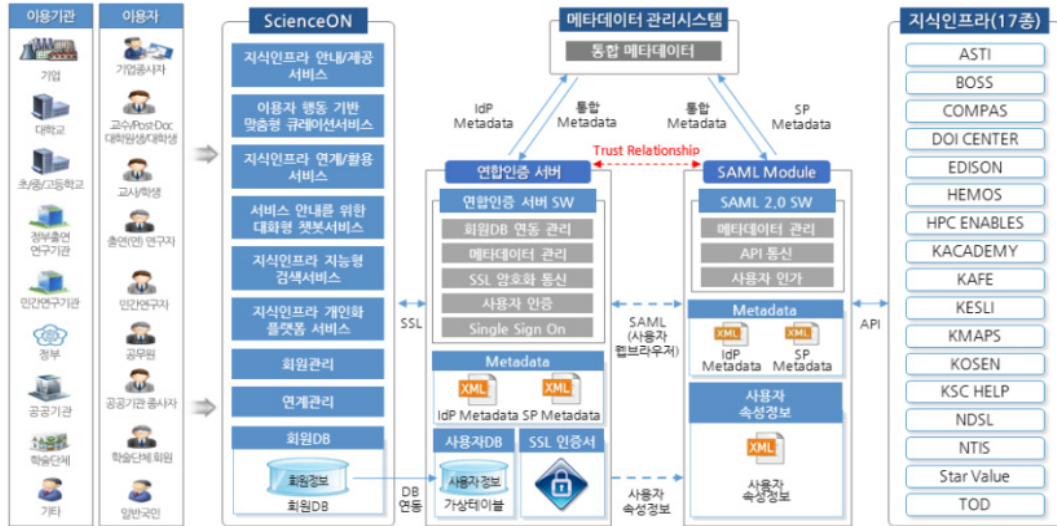 이용기관
기업
대학교
초/중/고등학교
정부출연
연구기관
민간연구기관
정부
공공기관
학술단체
기타
이용자
기업종사자
교수/Post-Doc
대학원생/대학생
교사/학생
출연(연) 연구자
민간연구자
공무원
공공기관 종사자
학술단체 회원
일반국민
ScienceON
지식인프라 안내/제공
서비스
이용자 행동 기반
맞춤형 큐레이션서비스
지식인프라 연계/활용
서비스
서비스 안내를 위한
대화형 챗봇서비스
지식인프라 지능형
검색서비스
지식인프라 개인화
플랫폼 서비스
회원관리
연계관리
회원DB
회원정보
회원DB
SSL
DB
연동
메타데이터 관리시스템
통합 메타데이터
IdP
Metadata
통합
Metadata
통합
Metadata
SP
Metadata
Trust Relationship
연합인증 서버
연합인증 서버 SW
회원DB 연동 관리
메타데이터 관리
SSL 암호화 통신
사용자 인증
Single Sign On
Metadata
XML
XML
IdP Metadata
SP Metadata
사용자DB
사용자 정보
가상테이블
SSL 인증서
SAML
(사용자
웹브라우저)
사용자
속성정보
SAML Module
SAML 2.0 SW
메타데이터 관리
API 통신
사용자 인가
Metadata
XML
XML
IdP
Metadata
SP
Metadata
사용자
속성정보
XML
사용자
속성정보
API
지식인프라(17종)
ASTI
BOSS
COMPAS
DOI CENTER
EDISON
HEMOS
HPC ENABLES
KACADEMY
KAFE
KESLI
KMAPS
KOSEN
KSC HELP
NDSL
NTIS
Star Value
TOD